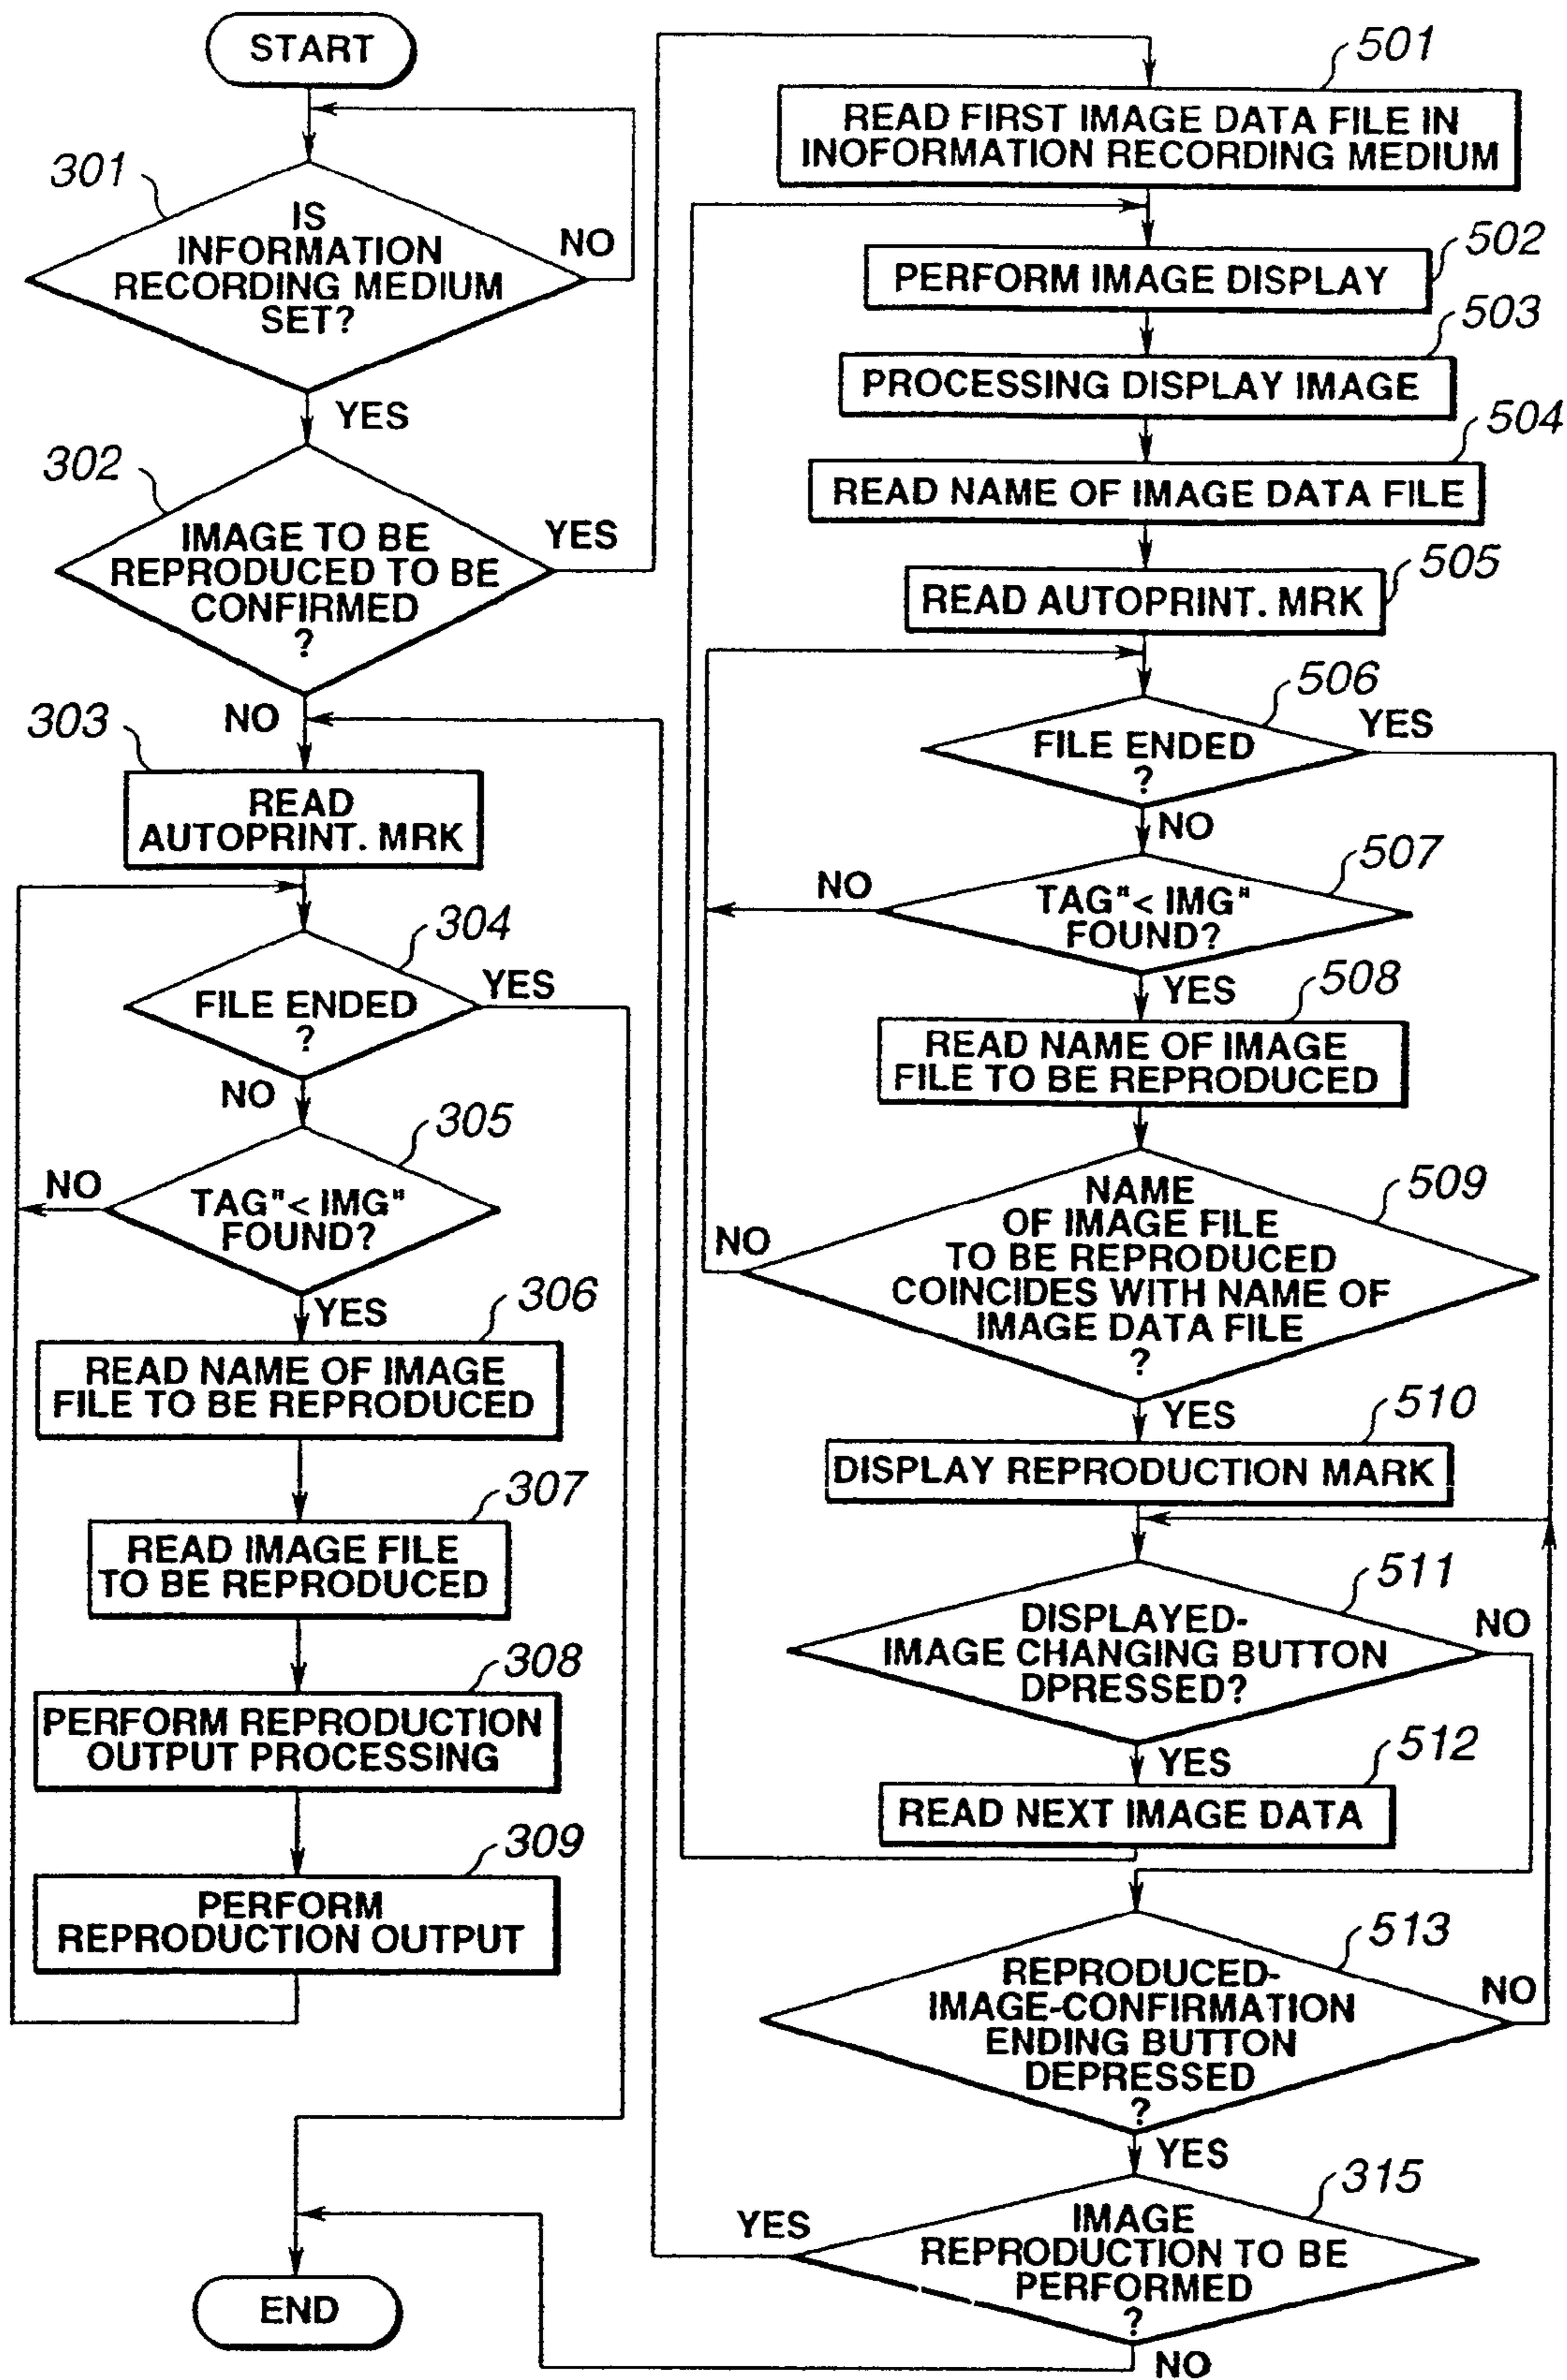 START
301
IS
INFORMATION
RECORDING MEDIUM
SET?
NO
YES
302
IMAGE TO BE
REPRODUCED TO BE
CONFIRMED
?
YES
NO
303
READ
AUTOPRINT. MRK
304
FILE ENDED
?
YES
NO
305
TAG"< IMG"
FOUND?
NO
YES
306
READ NAME OF IMAGE
FILE TO BE REPRODUCED
307
READ IMAGE FILE
TO BE REPRODUCED
308
PERFORM REPRODUCTION
OUTPUT PROCESSING
309
PERFORM
REPRODUCTION OUTPUT
END
501
READ FIRST IMAGE DATA FILE IN
INOFORMATION RECORDING MEDIUM
502
PERFORM IMAGE DISPLAY
503
PROCESSING DISPLAY IMAGE
504
READ NAME OF IMAGE DATA FILE
505
READ AUTOPRINT. MRK
506
FILE ENDED
?
YES
NO
507
TAG"< IMG"
FOUND?
NO
YES
508
READ NAME OF IMAGE
FILE TO BE REPRODUCED
509
NAME
OF IMAGE FILE
TO BE REPRODUCED
COINCIDES WITH NAME OF
IMAGE DATA FILE
?
NO
YES
510
DISPLAY REPRODUCTION MARK
511
DISPLAYED-
IMAGE CHANGING BUTTON
DPRESSED?
NO
YES
512
READ NEXT IMAGE DATA
513
REPRODUCED-
IMAGE-CONFIRMATION
ENDING BUTTON
DEPRESSED
?
NO
YES
315
IMAGE
REPRODUCTION TO BE
PERFORMED
?
YES
NO